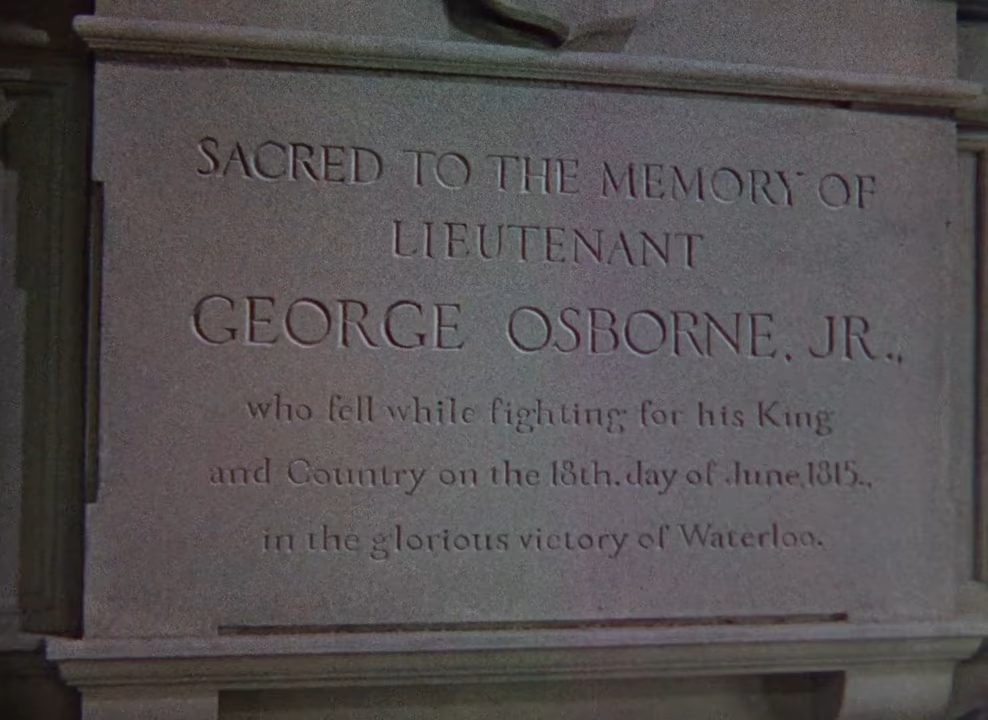 SACRED TO THE MEMORY OF
LIEUTENANT
GEORGE OSBORNE, JR.,
who fell while fighting for his King
and Country on the 18th. day of June, 1815.,
in the glorious victory of Waterloo.